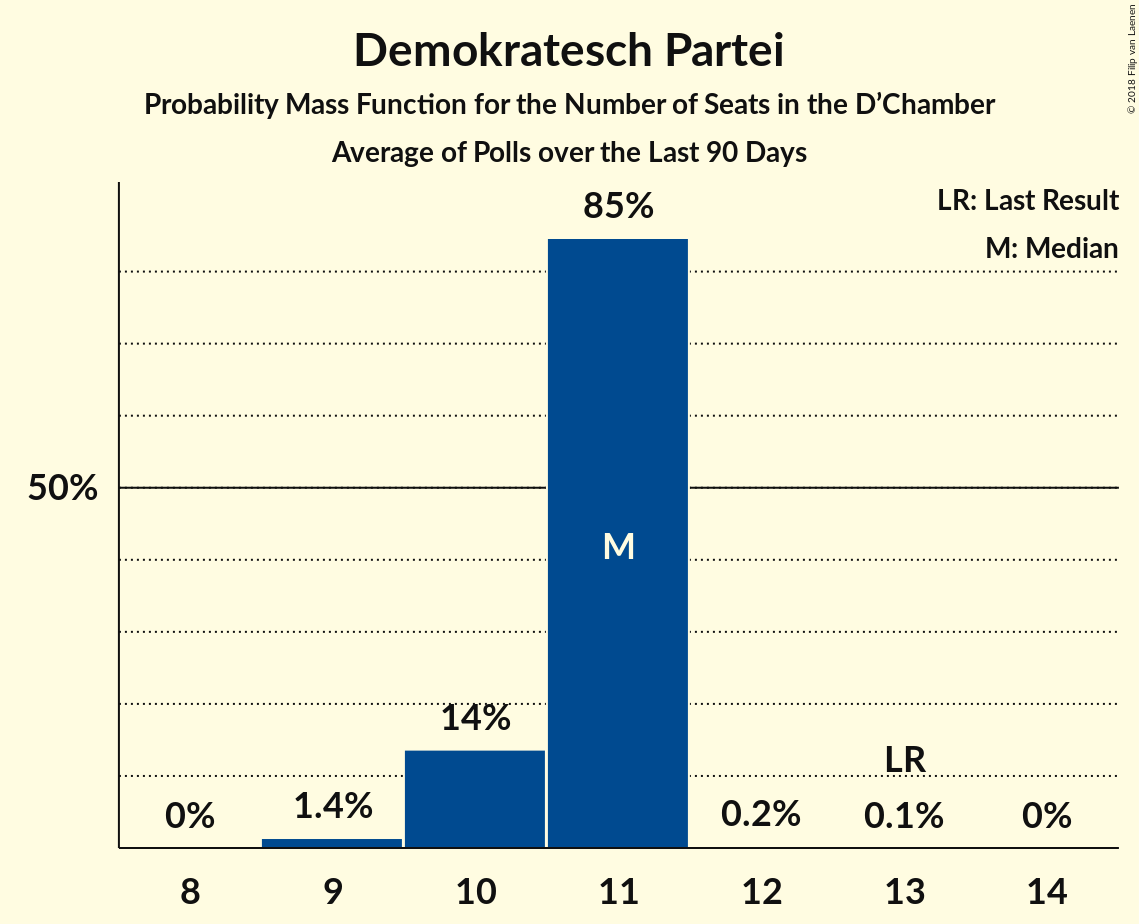 Demokratesch Partei
Probability Mass Function for the Number of Seats in the D’Chamber
Average of Polls over the Last 90 Days
© 2018 Filip van Laenen
LR: Last Result
M: Median
85%
50%
M
14%
LR
0%
1.4%
0.2%
0.1%
0%
8
9
10
11
12
13
14